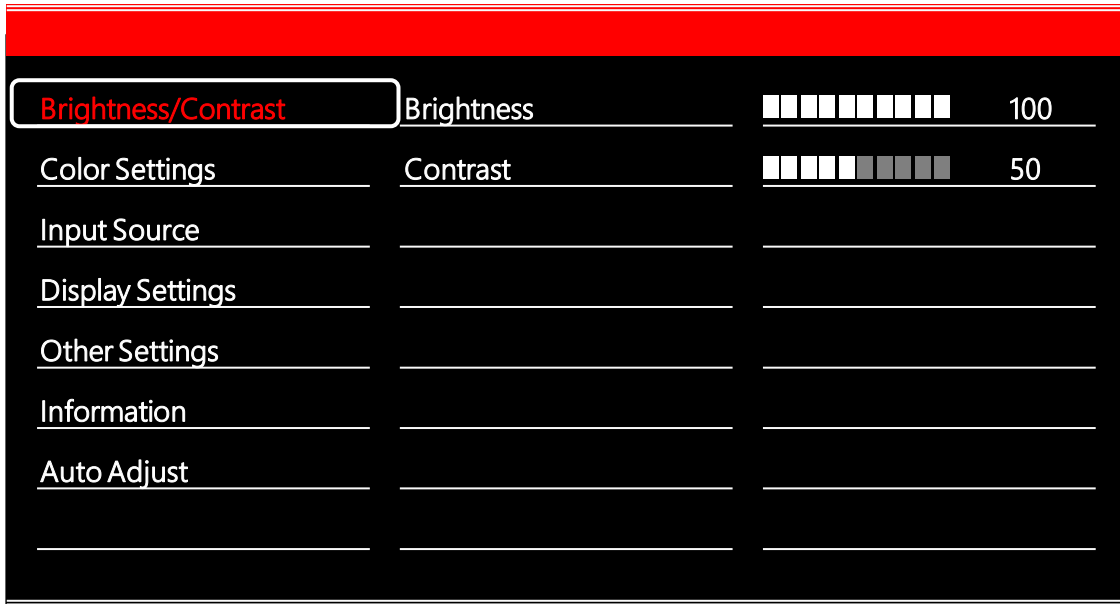 Brightness/Contrast Brightness 100
Color Settings Contrast 50
Input Source
Display Settings
Other Settings
Information
Auto Adjust